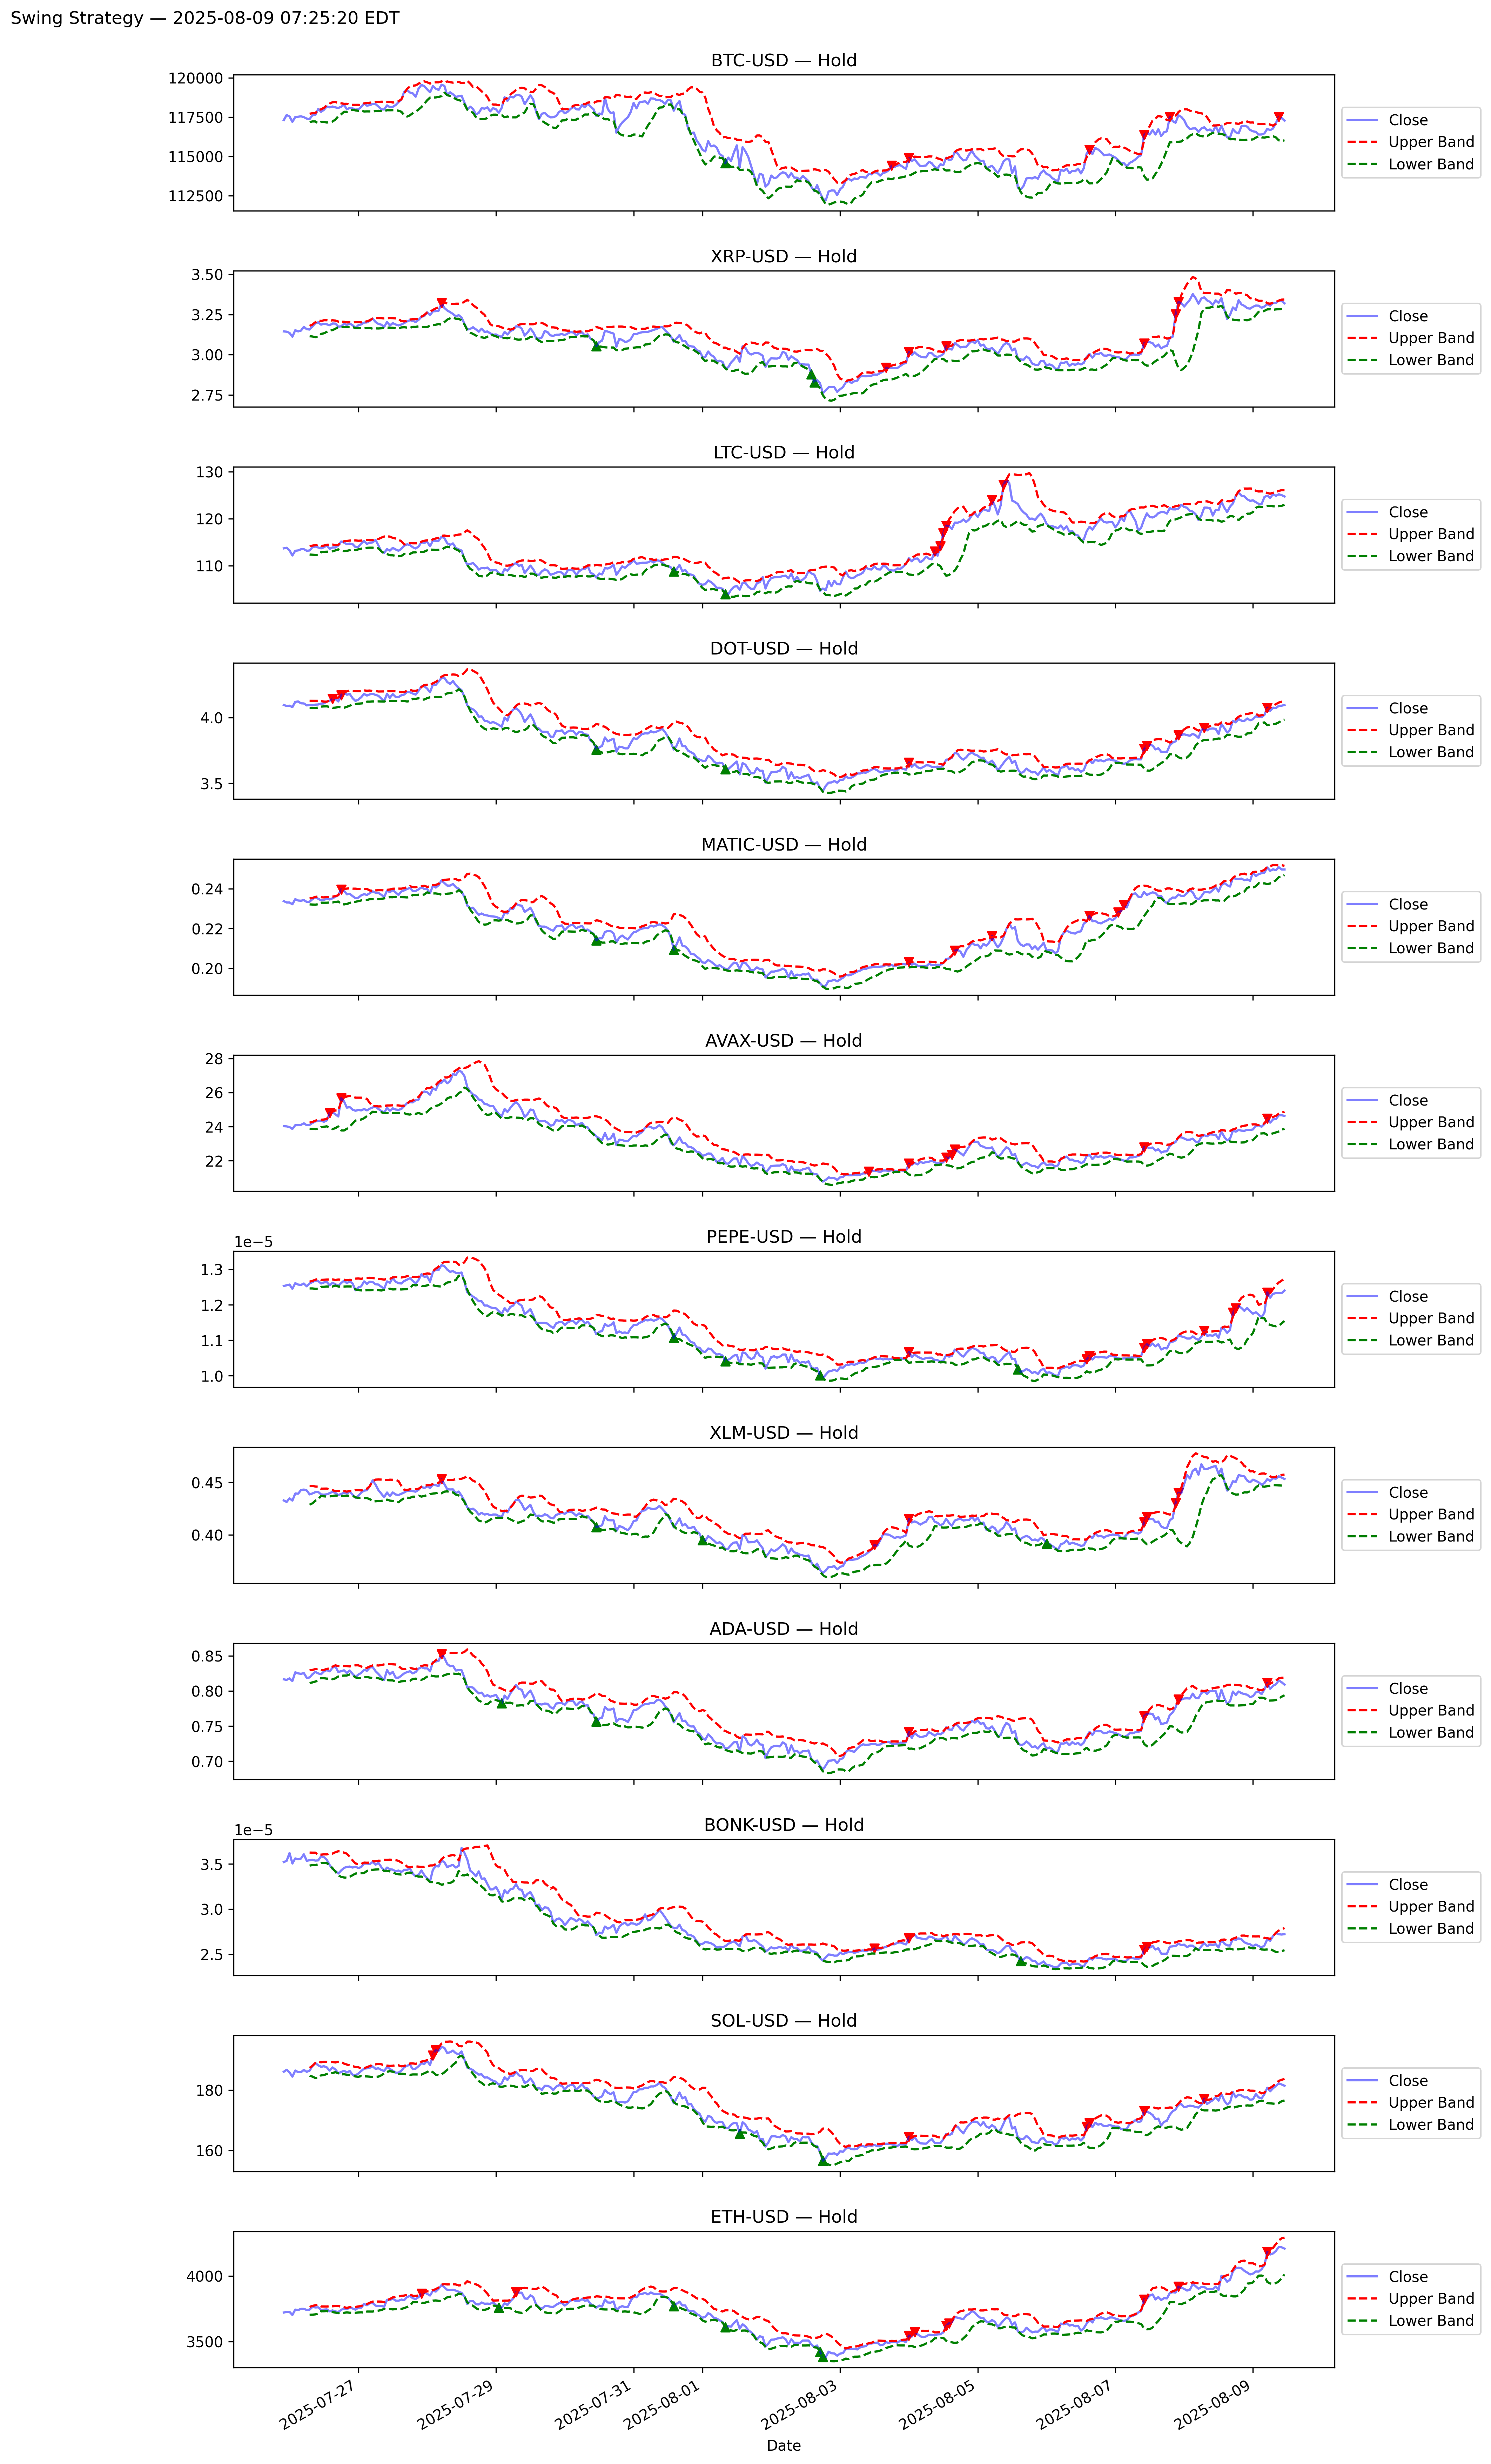 Swing Strategy — 2025-08-09 07:25:20 EDT
BTC-USD — Hold
120000
117500
115000
112500
Close
Upper Band
Lower Band
XRP-USD — Hold
3.50
3.25
3.00
2.75
Close
Upper Band
Lower Band
LTC-USD — Hold
130
120
110
Close
Upper Band
Lower Band
DOT-USD — Hold
4.0
3.5
Close
Upper Band
Lower Band
MATIC-USD — Hold
0.24
0.22
0.20
Close
Upper Band
Lower Band
AVAX-USD — Hold
28
26
24
22
Close
Upper Band
Lower Band
PEPE-USD — Hold
1e−5
1.3
1.2
1.1
1.0
Close
Upper Band
Lower Band
XLM-USD — Hold
0.45
0.40
Close
Upper Band
Lower Band
ADA-USD — Hold
0.85
0.80
0.75
0.70
Close
Upper Band
Lower Band
BONK-USD — Hold
1e−5
3.5
3.0
2.5
Close
Upper Band
Lower Band
SOL-USD — Hold
180
160
Close
Upper Band
Lower Band
ETH-USD — Hold
4000
3500
Close
Upper Band
Lower Band
2025-07-27
2025-07-29
2025-07-31
2025-08-01
2025-08-03
2025-08-05
2025-08-07
2025-08-09
Date